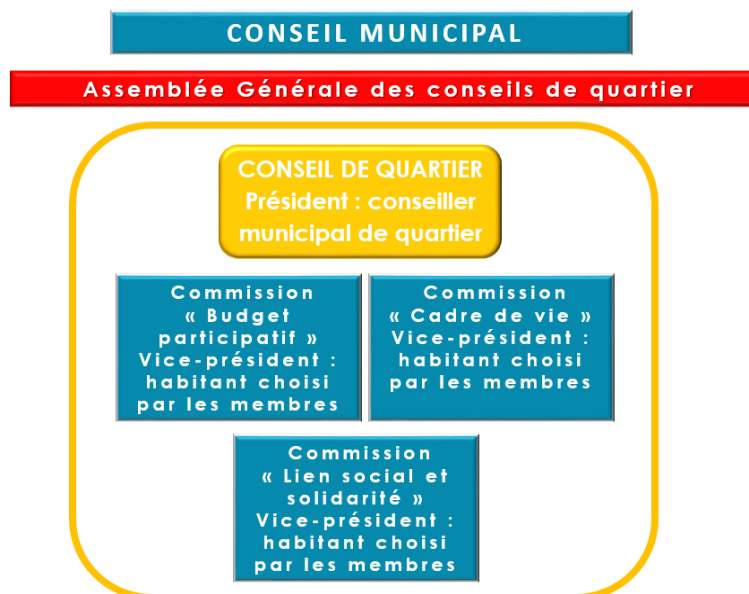 CONSEIL MUNICIPAL
Assemblée Générale des conseils de quartier
CONSEIL DE QUARTIER
Président : conseiller
municipal de quartier
Commission
« Budget
participatif »
Vice-président :
habitant choisi
par les membres
Commission
« Cadre de vie »
Vice-président :
habitant choisi
par les membres
Commission
« Lien social et
solidarité »
Vice-président :
habitant choisi
par les membres